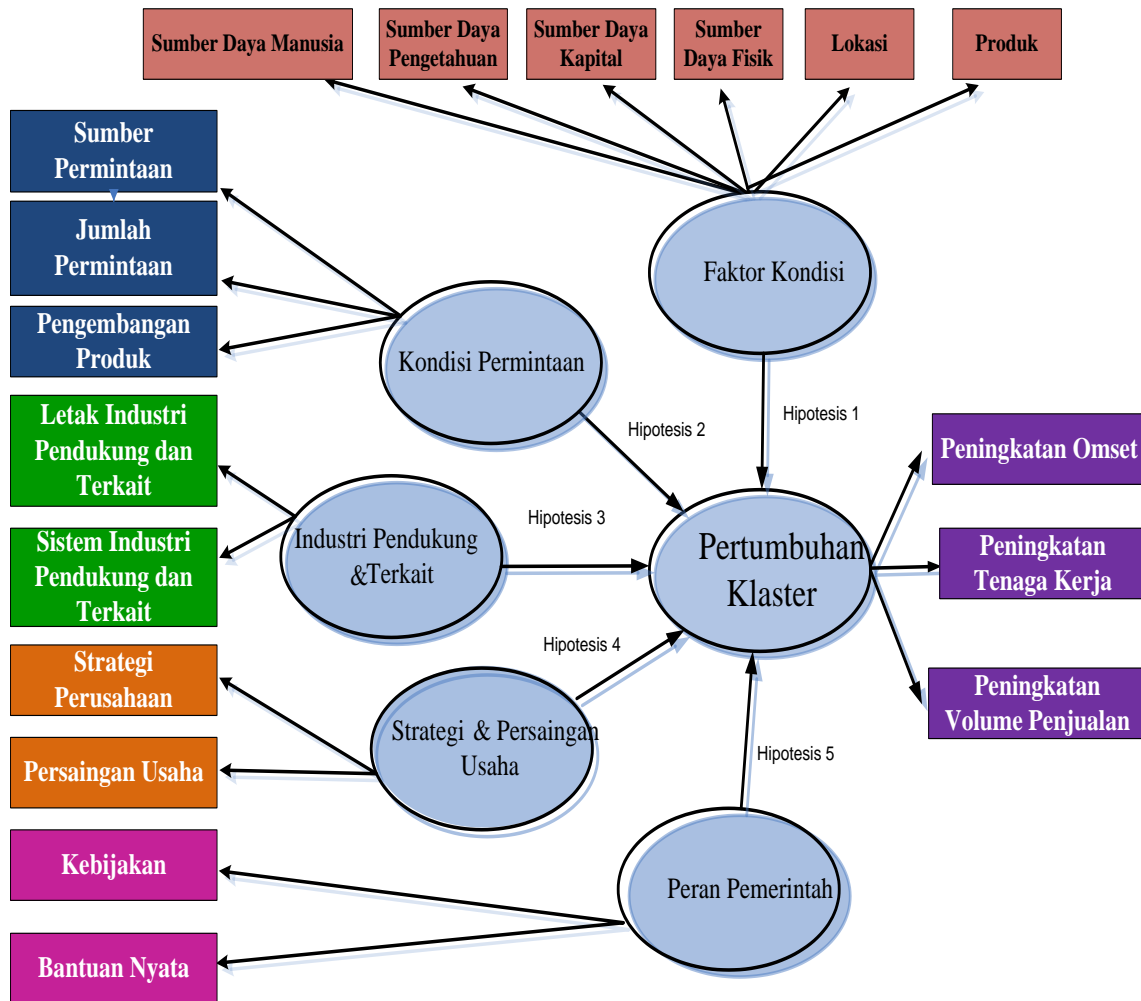 Sumber Daya Manusia
Sumber Daya
Pengetahuan
Sumber Daya
Kapital
Sumber
Daya Fisik
Lokasi
Produk
Sumber
Permintaan
Jumlah
Permintaan
Pengembangan
Produk
Letak Industri
Pendukung dan
Terkait
Sistem Industri
Pendukung dan
Terkait
Strategi
Perusahaan
Persaingan Usaha
Kebijakan
Bantuan Nyata
Faktor Kondisi
Kondisi Permintaan
Industri Pendukung
&Terkait
Strategi & Persaingan
Usaha
Peran Pemerintah
Hipotesis 1
Hipotesis 2
Hipotesis 3
Hipotesis 4
Hipotesis 5
Pertumbuhan
Klaster
Peningkatan Omset
Peningkatan
Tenaga Kerja
Peningkatan
Volume Penjualan